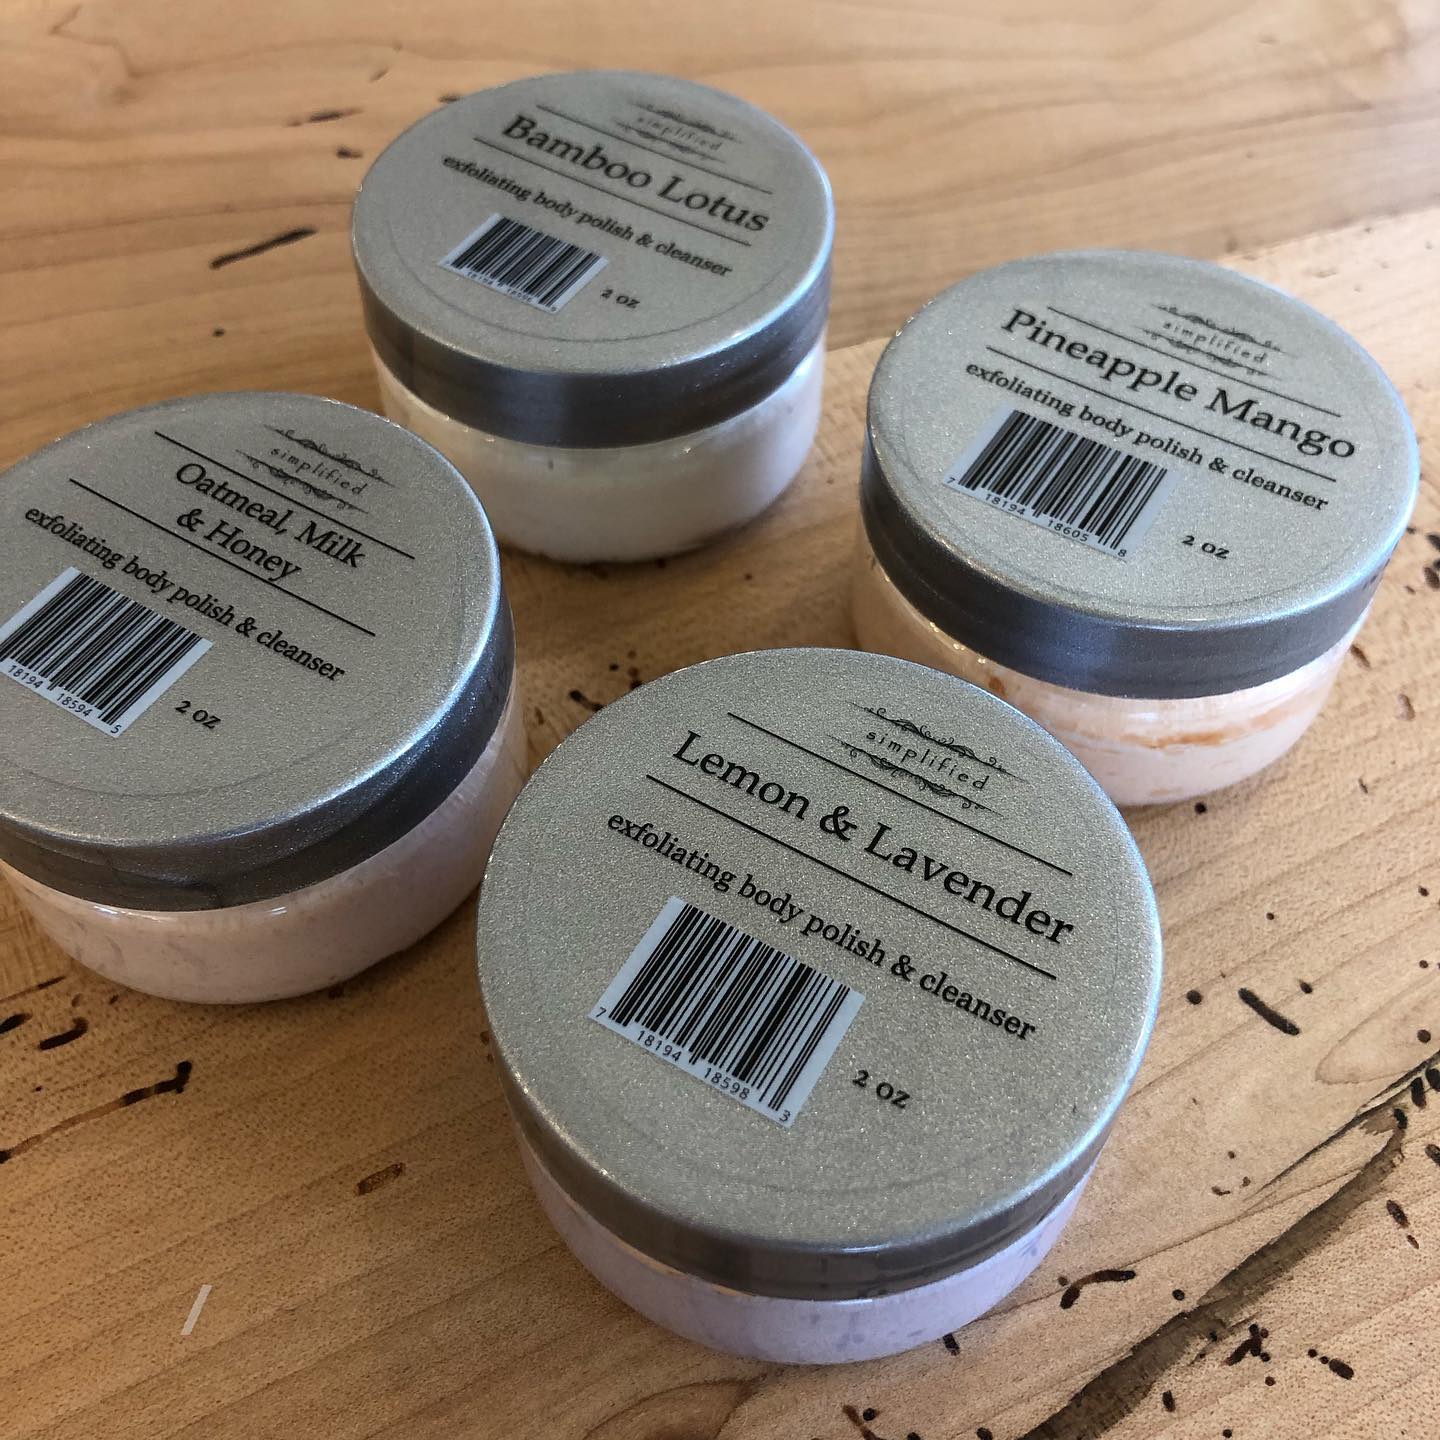 simplified
Bamboo Lotus
exfoliating body polish & cleanser
2 oz
simplified
Pineapple Mango
exfoliating body polish & cleanser
7 18194 18605 8
2 oz
simplified
Oatmeal, Milk
& Honey
exfoliating body polish & cleanser
18194 18594 5
2 oz
simplified
Lemon & Lavender
exfoliating body polish & cleanser
7 18194 18598 3
2 oz